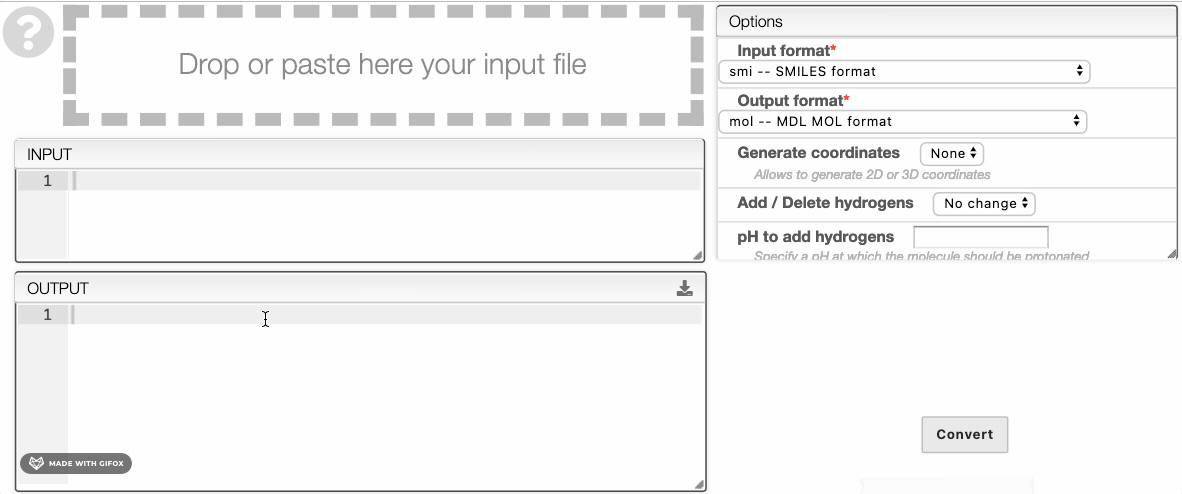 ?
Drop or paste here your input file
INPUT
1
OUTPUT
1
MADE WITH GIFOX
Options
Input format*
smi -- SMILES format
Output format*
mol -- MDL MOL format
Generate coordinates None
Allows to generate 2D or 3D coordinates
Add / Delete hydrogens No change
pH to add hydrogens
Specify a pH at which the molecule should be protonated
Convert